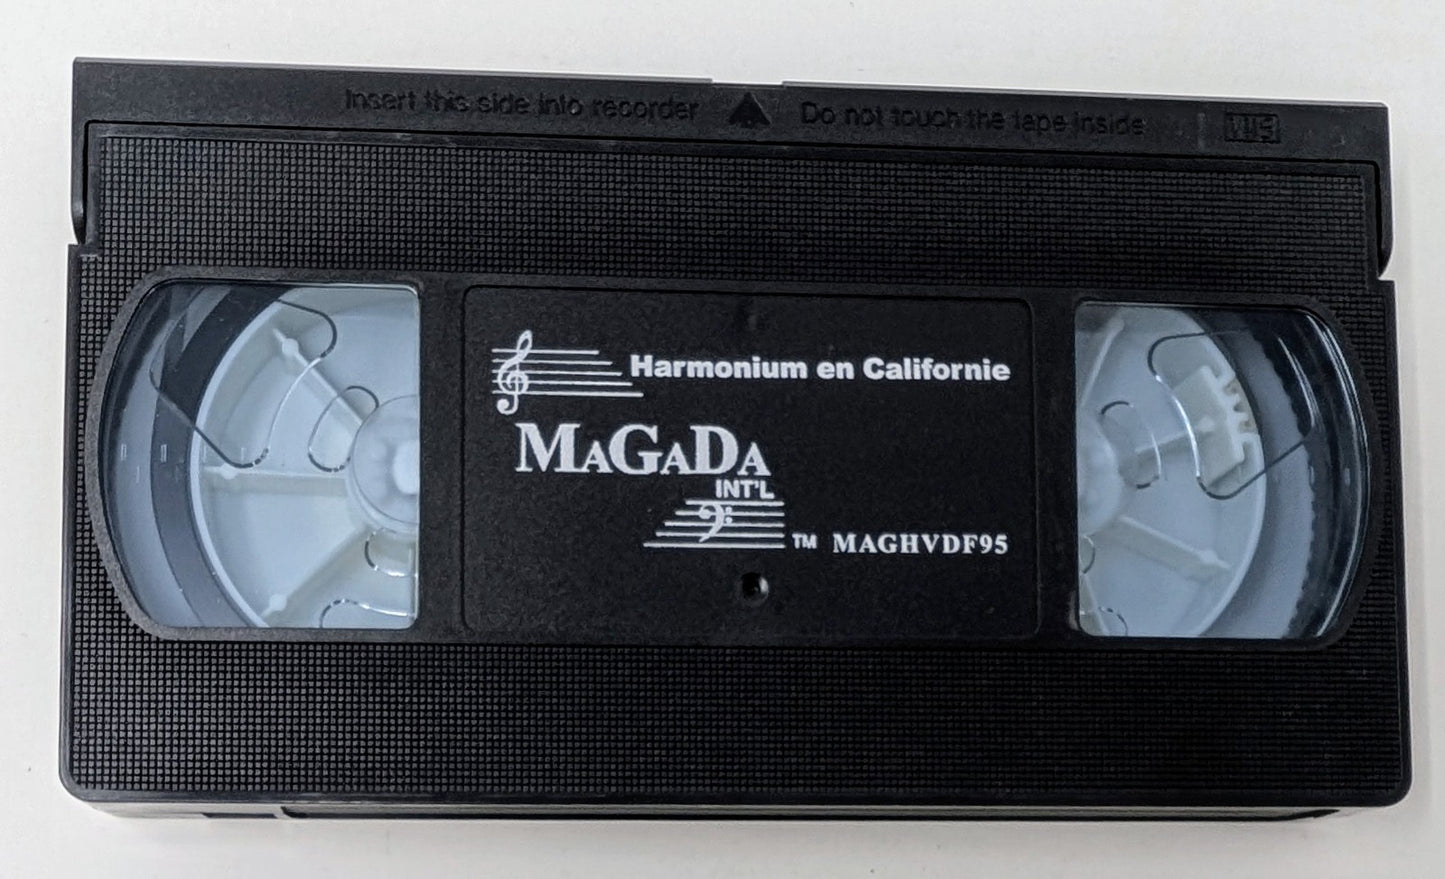 Insert this side into recorder ▲ Do not touch the tape inside VHS
Harmonium en Californie
MAGADA
INT'L
TM MAGHVDF95